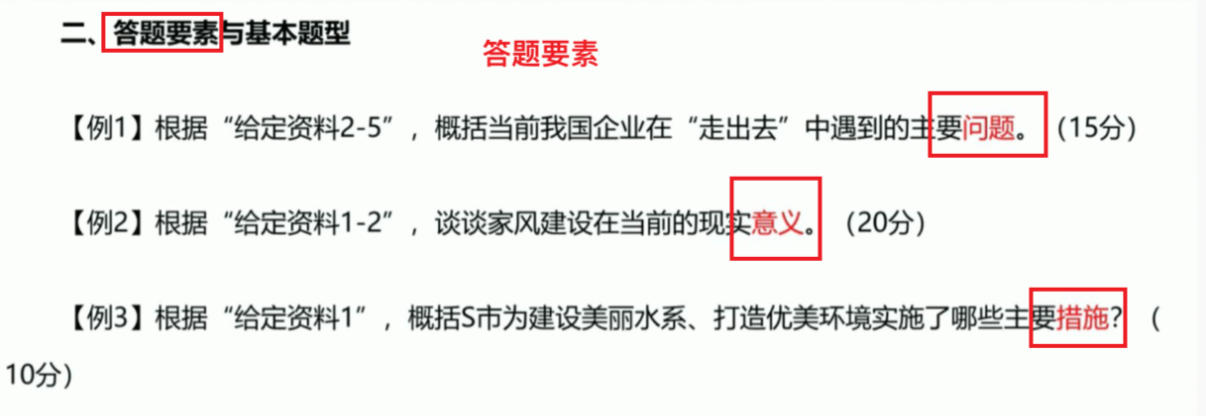 二、答题要素与基本题型
答题要素
【例1】根据“给定资料2-5”，概括当前我国企业在“走出去”中遇到的主要问题。（15分）
【例2】根据“给定资料1-2”，谈谈家风建设在当前的现实意义。（20分）
【例3】根据“给定资料1”，概括S市为建设美丽水系、打造优美环境实施了哪些主要措施？（
10分）